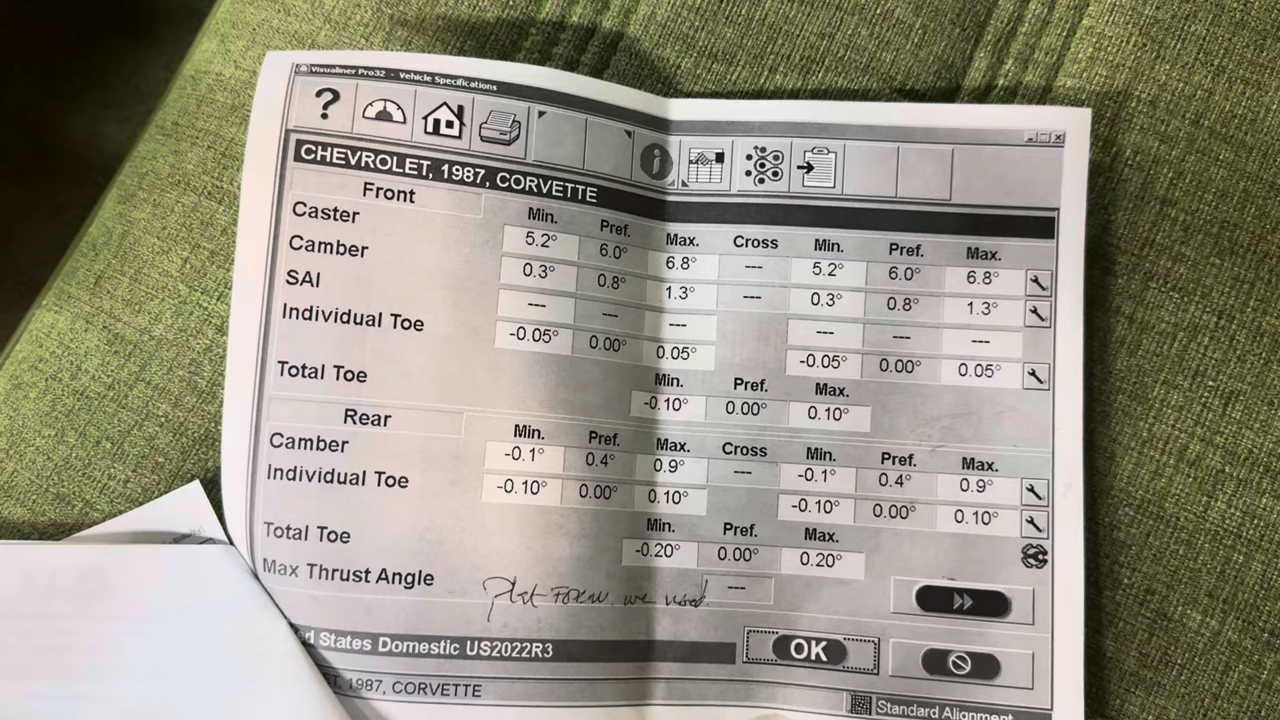 Visualiner Pro32 - Vehicle Specifications
?
i
CHEVROLET, 1987, CORVETTE
Front
Min. Pref. Max. Cross Min. Pref. Max.
Caster 5.2° 6.0° 6.8° --- 5.2° 6.0° 6.8°
Camber 0.3° 0.8° 1.3° --- 0.3° 0.8° 1.3°
SAI --- --- --- --- --- ---
Individual Toe -0.05° 0.00° 0.05° -0.05° 0.00° 0.05°
Min. Pref. Max.
Total Toe -0.10° 0.00° 0.10°
Rear
Min. Pref. Max. Cross Min. Pref. Max.
Camber -0.1° 0.4° 0.9° --- -0.1° 0.4° 0.9°
Individual Toe -0.10° 0.00° 0.10° -0.10° 0.00° 0.10°
Min. Pref. Max.
Total Toe -0.20° 0.00° 0.20°
Max Thrust Angle ---
we used
States Domestic US2022R3
OK
1987, CORVETTE
Standard Alignment